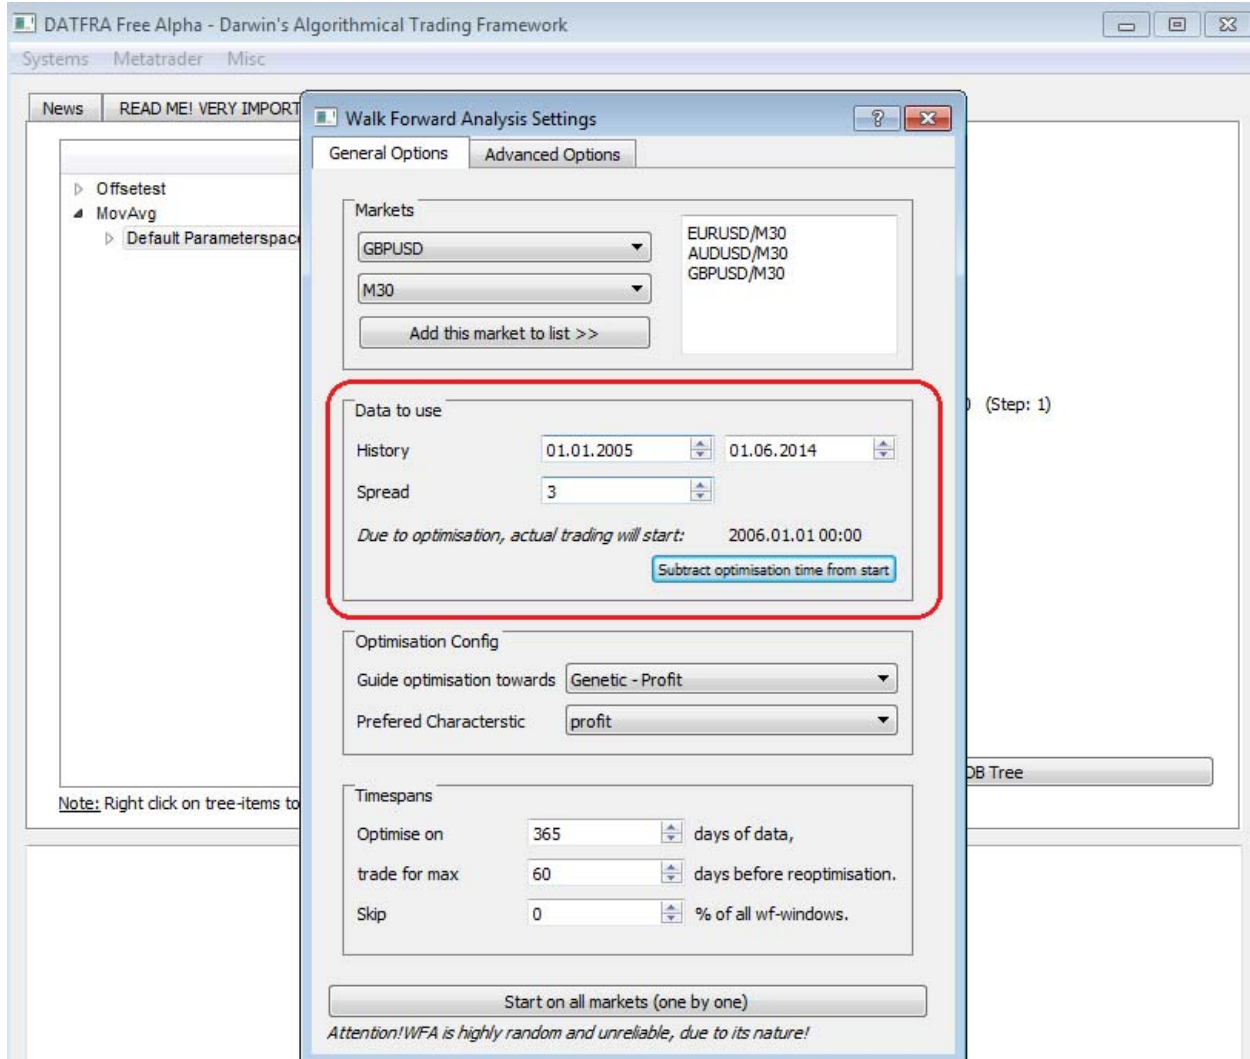 DATFRA Free Alpha - Darwin's Algorithmical Trading Framework
Systems Metatrader Misc
News READ ME! VERY IMPORT
Offsetest
MovAvg
Default Parameterspace
Note: Right click on tree-items to
(Step: 1)
DB Tree
Walk Forward Analysis Settings
General Options Advanced Options
Markets
GBPUSD
M30
Add this market to list >>
EURUSD/M30
AUDUSD/M30
GBPUSD/M30
Data to use
History 01.01.2005 01.06.2014
Spread 3
Due to optimisation, actual trading will start: 2006.01.01 00:00
Subtract optimisation time from start
Optimisation Config
Guide optimisation towards Genetic - Profit
Prefered Characterstic profit
Timespans
Optimise on 365 days of data,
trade for max 60 days before reoptimisation.
Skip 0 % of all wf-windows.
Start on all markets (one by one)
Attention!WFA is highly random and unreliable, due to its nature!